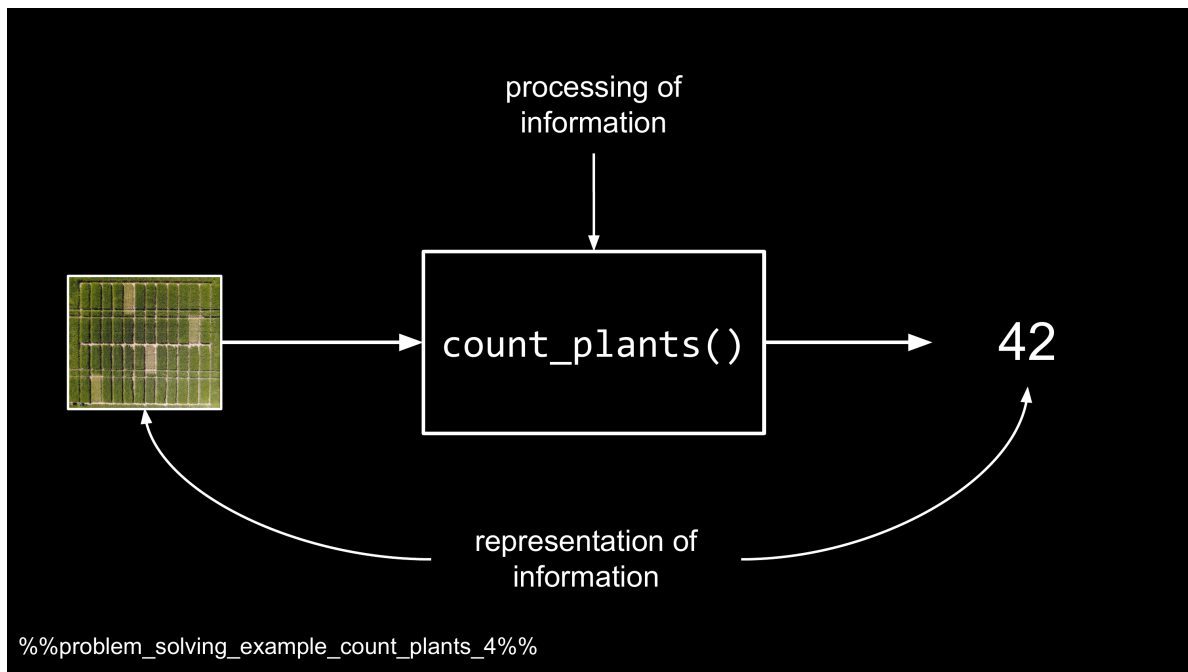 processing of
information
count_plants()
42
representation of
information
%%problem_solving_example_count_plants_4%%